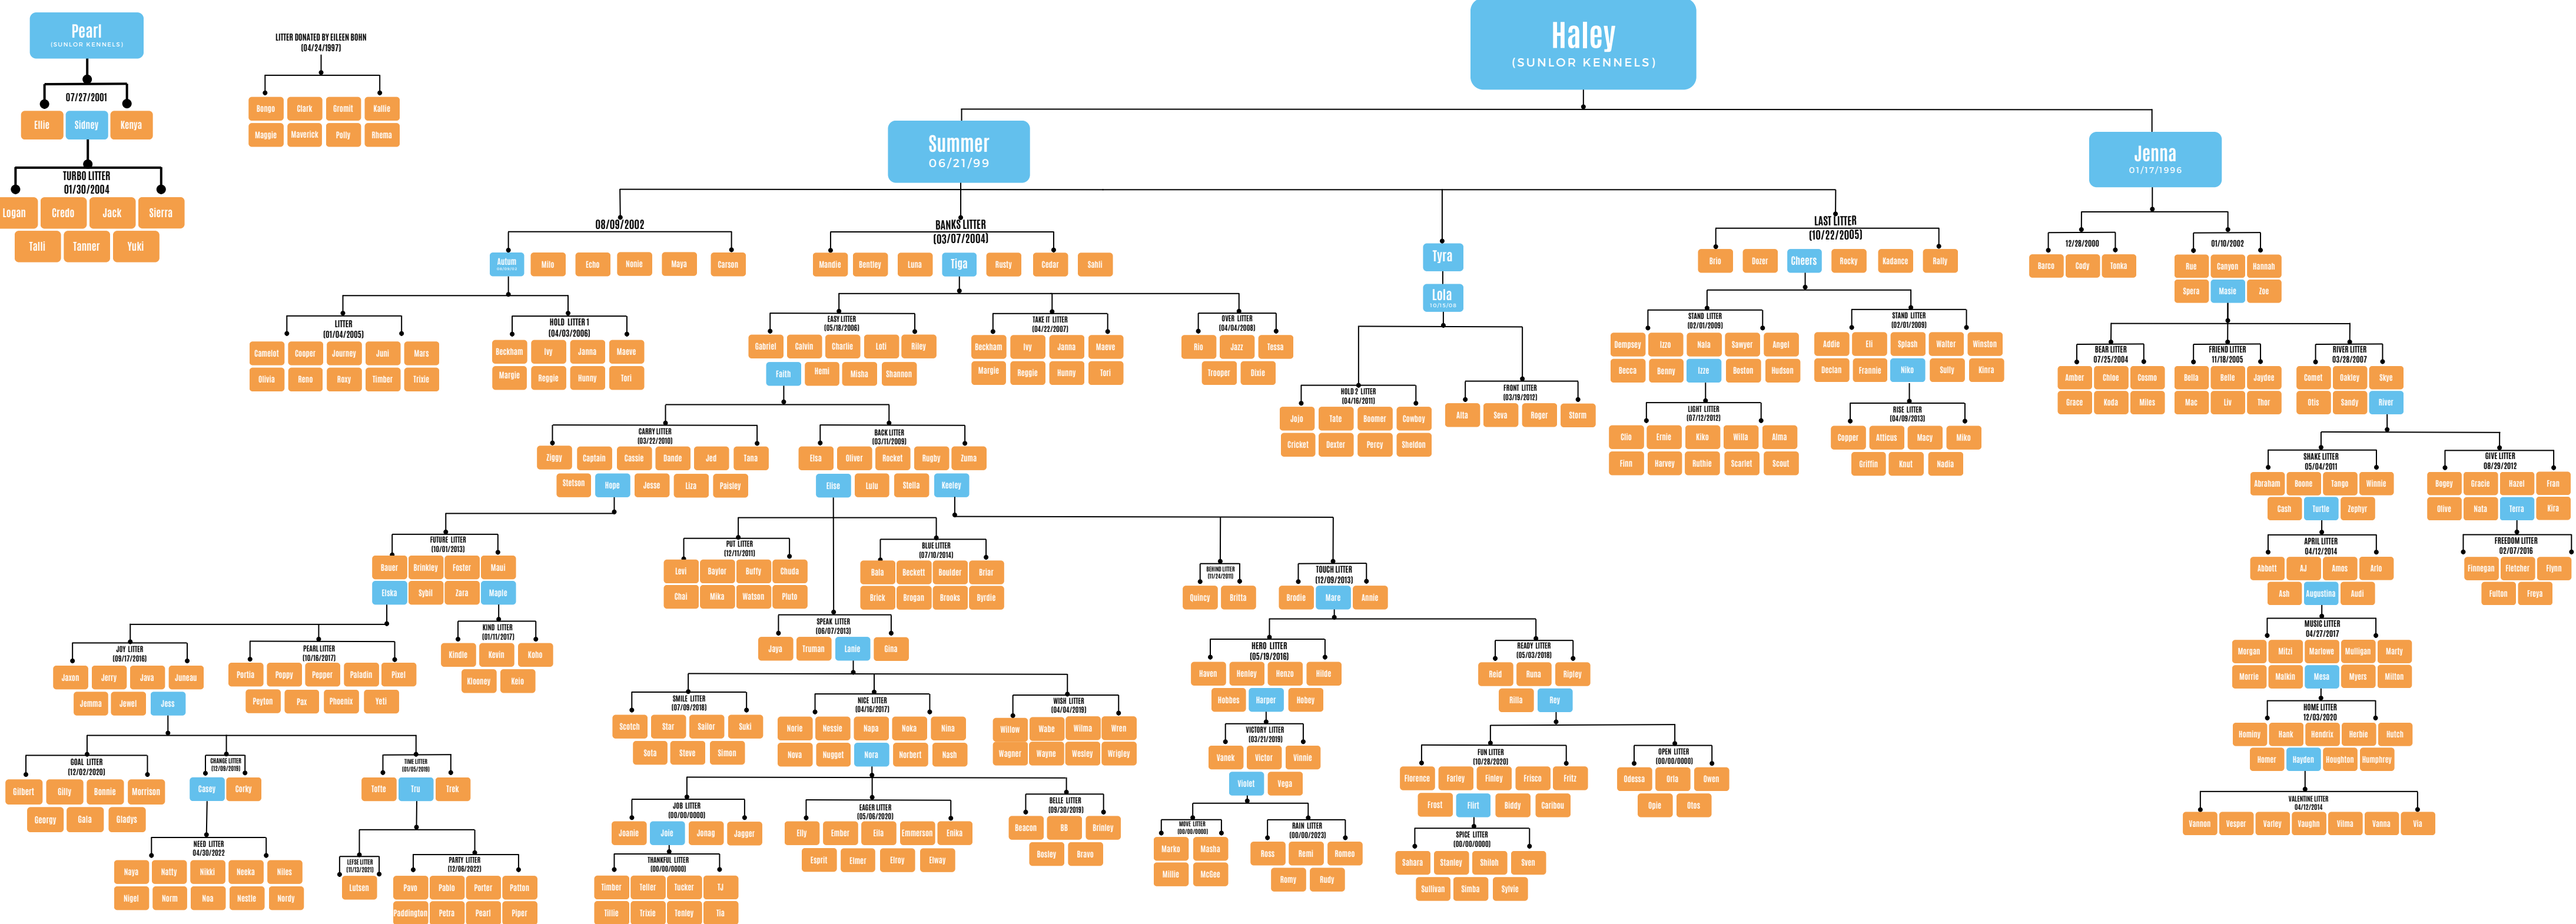 Pearl
(SUNLOR KENNELS)
07/27/2001
Ellie Sidney Kenya
TURBO LITTER
01/30/2004
Logan Credo Jack Sierra
Talli Tanner Yuki
LITTER DONATED BY EILEEN BOHN
(04/24/1997)
Bongo Clark Gromit Kallie
Maggie Maverick Polly Rhema
Haley
(SUNLOR KENNELS)
Summer
06/21/99
Jenna
01/17/1996
08/09/2002
Autum
Milo Echo Nonie Maya Carson
BANKS LITTER
(03/07/2004)
Mandie Bentley Luna Tiga Rusty Cedar Sahli
Tyra
Lola
10/15/08
LAST LITTER
(10/22/2005)
Brio Dozer Cheers Rocky Kadance Rally
12/28/2000
Barco Cody Tonka
01/10/2002
Rue Canyon Hannah
Spera Masie Zoe
LITTER
(01/04/2005)
Camelot Cooper Journey Juni Mars
Olivia Reno Roxy Timber Trixie
HOLD LITTER 1
(04/03/2006)
Beckham Ivy Janna Maeve
Margie Reggie Hunny Tori
EASY LITTER
(05/18/2006)
Gabriel Calvin Charlie Loti Riley
Faith Homi Misha Shannon
TAKE IT LITTER
(04/22/2007)
Beckham Ivy Janna Maeve
Margie Reggie Hunny Tori
OVER LITTER
(04/04/2008)
Rio Jazz Tessa
Trooper Dixie
HOLD 2 LITTER
(04/16/2011)
Jojo Tate Boomer Cowboy
Cricket Dexter Percy Sheldon
FRONT LITTER
(03/19/2012)
Alta Seva Roger Storm
STAND LITTER
(02/01/2009)
Dempsey Izzo Nala Sawyer Angel
Becca Benny Izze Boston Hudson
LIGHT LITTER
(07/12/2012)
Clio Ernie Kiko Willa Alma
Finn Harvey Ruthie Scarlet Scout
STAND LITTER
(02/01/2009)
Addie Eli Splash Walter Winston
Declan Frannie Niko Sully Kinra
RISE LITTER
(04/09/2013)
Copper Atticus Macy Miko
Griffin Knut Nadia
BEAR LITTER
07/25/2004
Amber Chloe Cosmo
Grace Koda Miles
FRIEND LITTER
11/18/2005
Bella Belle Jaydee
Mac Liv Thor
RIVER LITTER
03/28/2007
Comet Oakley Skye
Otis Sandy River
CARRY LITTER
(03/22/2010)
Ziggy Captain Cassie Dande Jed Tana
Stetson Hope Jesse Liza Paisley
BACK LITTER
(03/11/2009)
Elsa Oliver Rocket Rugby Zuma
Elise Lulu Stella Keeley
SHAKE LITTER
05/04/2011
Abraham Boone Tango Winnie
Cash Turtle Zephyr
GIVE LITTER
08/29/2012
Bogey Gracie Hazel Fran
Olive Nata Terra Kira
FUTURE LITTER
(10/01/2013)
Bauer Brinkley Foster Maui
Elska Sybil Zara Maple
PUT LITTER
(12/11/2011)
Levi Baylor Buffy Chuda
Chai Mika Watson Pluto
BLUE LITTER
(07/10/2014)
Bala Beckett Boulder Briar
Brick Brogan Brooks Byrdie
BEHIND LITTER
(11/24/2011)
Quincy Britta
TOUCH LITTER
(12/09/2013)
Brodie Mare Annie
APRIL LITTER
04/12/2014
Abbott AJ Amos Arlo
Ash Augustina Audi
FREEDOM LITTER
02/07/2016
Finnegan Fletcher Flynn
Fulton Freya
KIND LITTER
(01/11/2017)
Kindle Kevin Koho
Klooney Keio
SPEAK LITTER
(06/07/2013)
Jaya Truman Lanie Gina
JOY LITTER
(09/17/2016)
Jaxon Jerry Java Juneau
Jemma Jewel Jess
PEARL LITTER
(10/16/2017)
Portia Poppy Pepper Paladin Pixel
Peyton Pax Phoenix Yeti
HERO LITTER
(05/19/2016)
Haven Henley Henzo Hilde
Hobbes Harper Hobey
READY LITTER
(05/03/2018)
Reid Runa Ripley
Rilla Rey
MUSIC LITTER
04/27/2017
Morgan Mitzi Marlowe Mulligan Marty
Morrie Malkin Mosa Myers Milton
SMILE LITTER
(07/09/2018)
Scotch Star Sailor Suki
Sota Steve Simon
NICE LITTER
(04/16/2017)
Norie Nessie Napa Noka Nina
Nova Nugget Nora Norbert Nash
WISH LITTER
(04/04/2019)
Willow Wabe Wilma Wren
Wagner Wayne Wesley Wrigley
VICTORY LITTER
(03/21/2019)
Vanek Victor Vinnie
Violet Vega
FUN LITTER
(10/28/2020)
Florence Farley Finley Frisco Fritz
Frost Flirt Biddy Caribou
OPEN LITTER
(00/00/0000)
Odessa Orla Owen
Opie Otos
HOME LITTER
12/03/2020
Hominy Hank Hendrix Herbie Hutch
Homer Hayden Houghton Humphrey
GOAL LITTER
(12/02/2020)
Gilbert Gilly Bonnie Morrison
Georgy Gala Gladys
CHANGE LITTER
(12/09/2019)
Casey Corky
TIME LITTER
(01/05/2019)
Tofte Tru Trek
JOB LITTER
(00/00/0000)
Joanie Joie Jonag Jagger
EAGER LITTER
(05/06/2020)
Elly Ember Ella Emmerson Enika
Esprit Elmer Elroy Elway
BELLE LITTER
(09/30/2019)
Beacon BB Brinley
Bosley Bravo
MOVE LITTER
(00/00/0000)
Marko Masha
Millie McGee
RAIN LITTER
(00/00/2023)
Ross Remi Romeo
Remy Rudy
SPICE LITTER
(00/00/0000)
Sahara Stanley Shiloh Sven
Sullivan Simba Sylvie
VALENTINE LITTER
04/12/2014
Vannon Vesper Varley Vaughn Vilma Vanna Via
NEED LITTER
04/30/2022
Naya Natty Nikki Neeka Niles
Nigel Norm Noa Nestle Nordy
LEFSE LITTER
(11/13/2021)
Lutsen
PARTY LITTER
(12/06/2022)
Pavo Pablo Porter Patton
Paddington Petra Pearl Piper
THANKFUL LITTER
(00/00/0000)
Timber Teller Tucker TJ
Tillie Trixie Tenley Tia